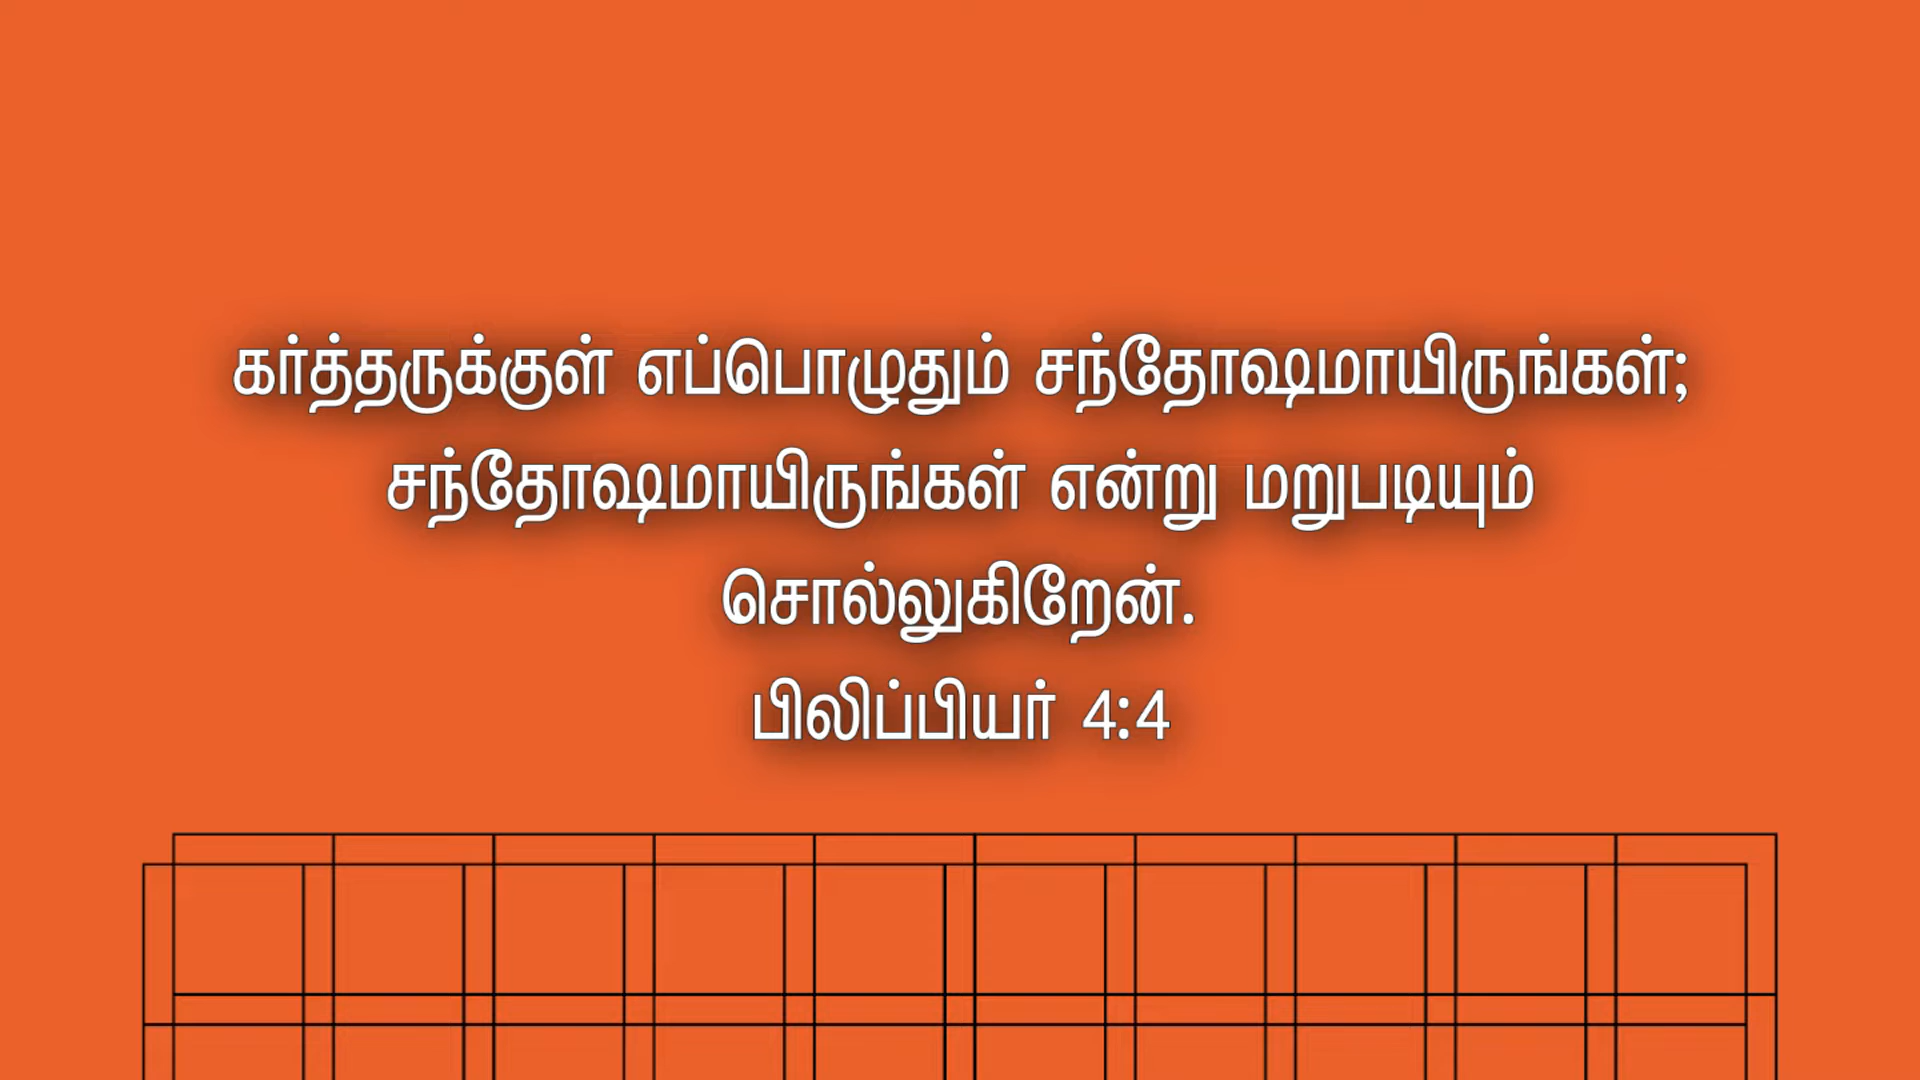 கர்த்தருக்குள் எப்பொழுதும் சந்தோஷமாயிருங்கள்;
சந்தோஷமாயிருங்கள் என்று மறுபடியும்
சொல்லுகிறேன்.
பிலிப்பியர் 4:4